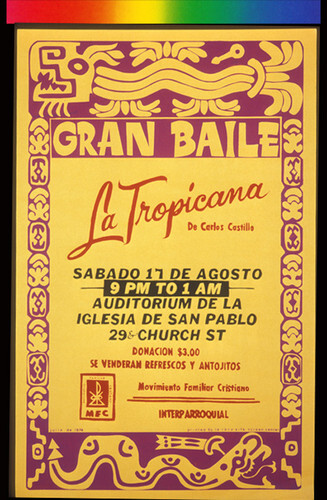 GRAN BAILE
La Tropicana
De Carlos Castillo
SABADO 17 DE AGOSTO
9 PM TO 1 AM
AUDITORIUM DE LA
IGLESIA DE SAN PABLO
29 & CHURCH ST
DONACION $3.00
SE VENDERAN REFRESCOS Y ANTOJITOS
MFC
Movimiento Familiar Cristiano
INTERPARROQUIAL